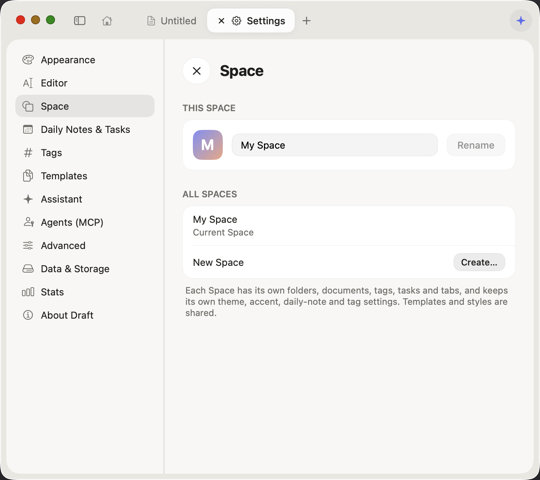 Untitled
Settings
Appearance
Editor
Space
Daily Notes & Tasks
Tags
Templates
Assistant
Agents (MCP)
Advanced
Data & Storage
Stats
About Draft
Space
THIS SPACE
M
My Space
Rename
ALL SPACES
My Space
Current Space
New Space
Create...
Each Space has its own folders, documents, tags, tasks and tabs, and keeps
its own theme, accent, daily-note and tag settings. Templates and styles are
shared.